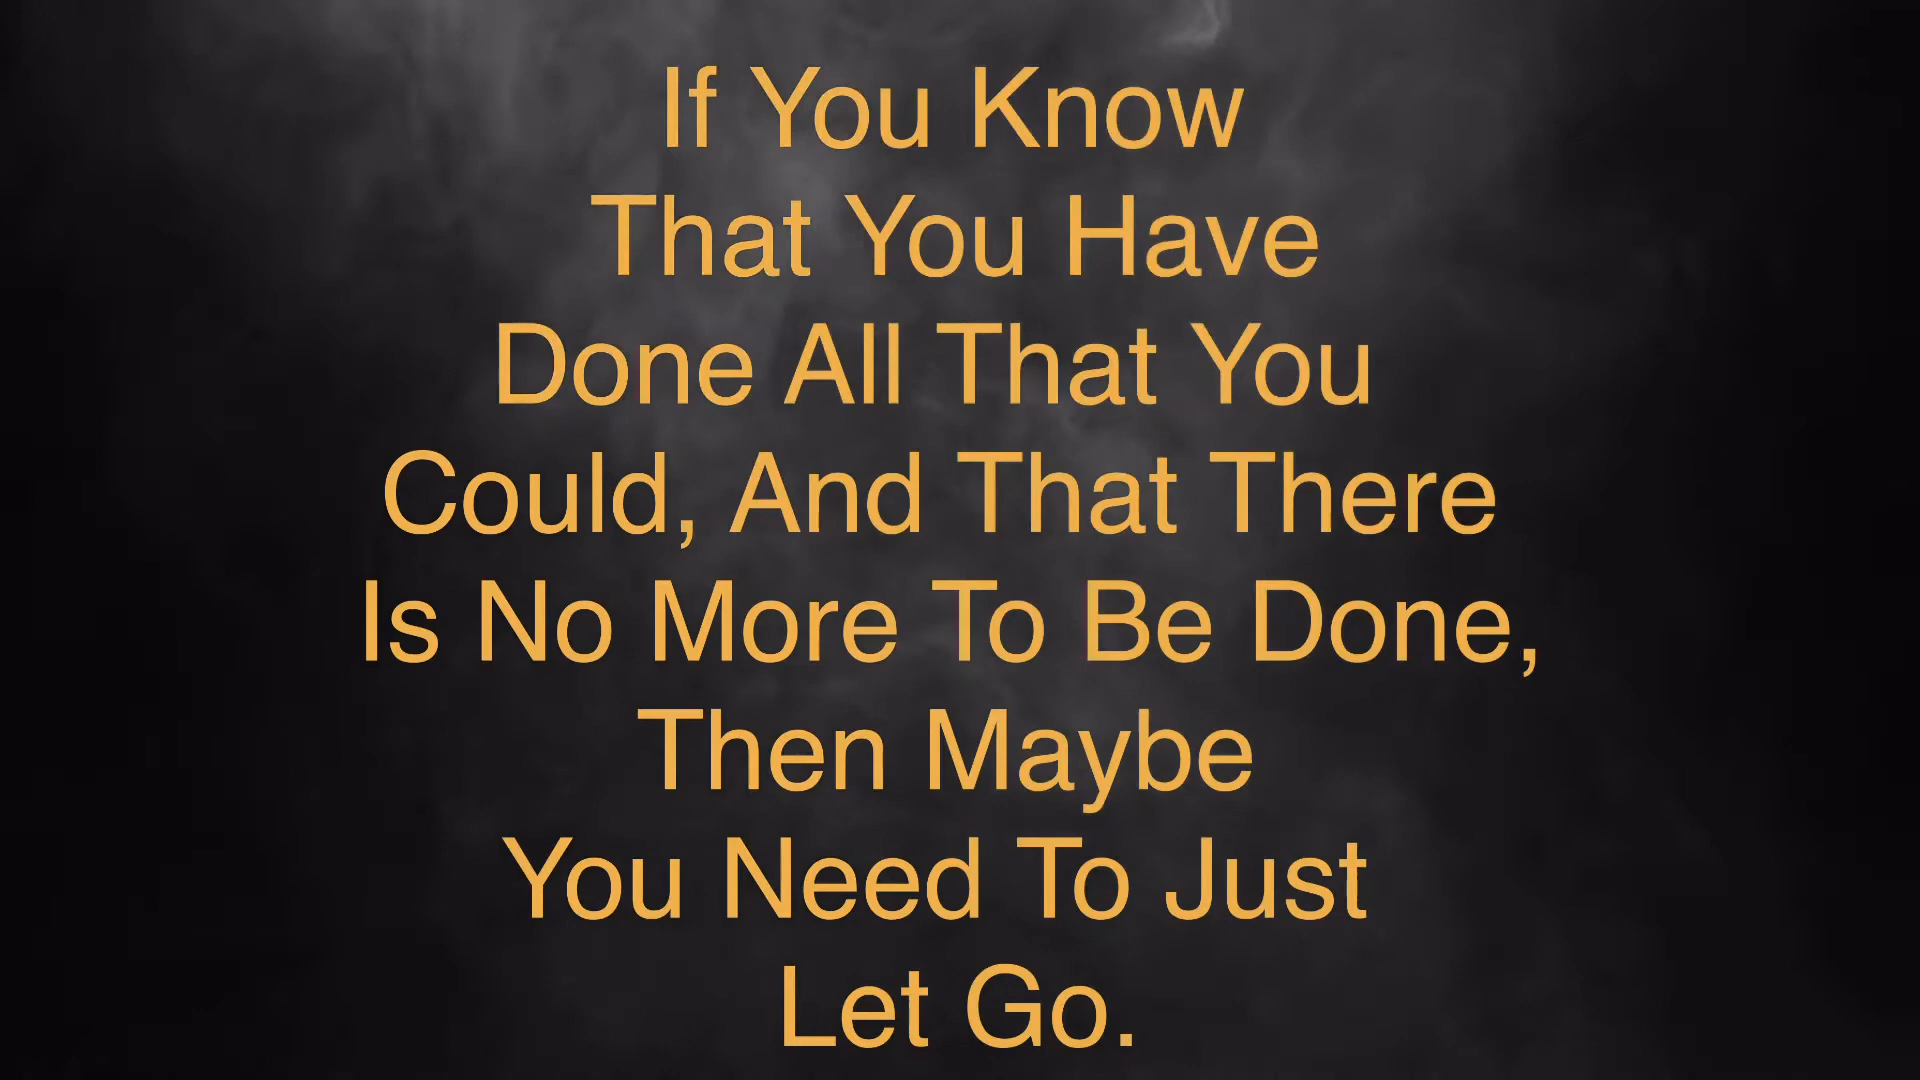 If You Know
That You Have
Done All That You
Could, And That There
Is No More To Be Done,
Then Maybe
You Need To Just
Let Go.